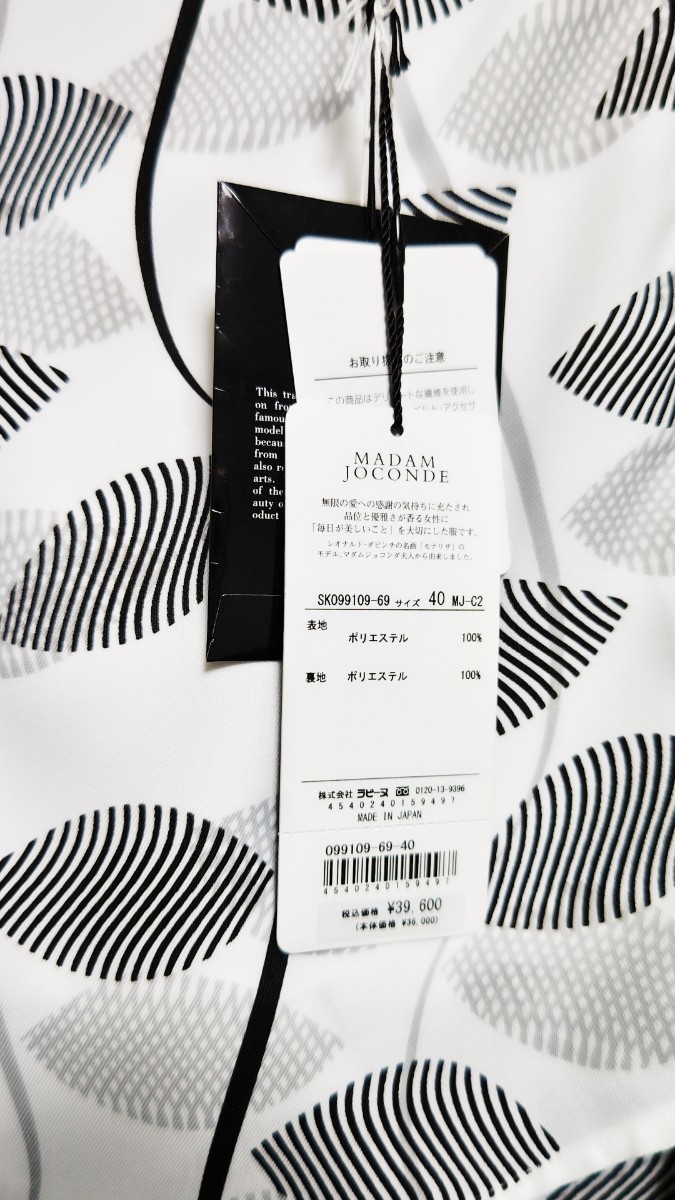 お取り扱いのご注意
この商品はデリケートな繊維を使用し
ベルト・アクセサ
This tra
on fro
famou
model
becau
from
also re
arts.
of the
auty o
oduct
MADAM
JOCONDE
無限の愛への感謝の気持ちに充たされ
品位と優雅さが香る女性に
「毎日が美しいこと」を大切にした服です。
レオナルド・ダビンチの名画「モナリザ」の
モデル、マダムジョコンダ夫人から由来しました。
SK099109-69 サイズ 40 MJ-C2
表地
ポリエステル 100%
裏地 ポリエステル 100%
株式会社 ラピーヌ 0120-13-9396
4540240159497
MADE IN JAPAN
099109-69-40
4540240159497
税込価格 ¥39,600
(本体価格 ¥36,000)